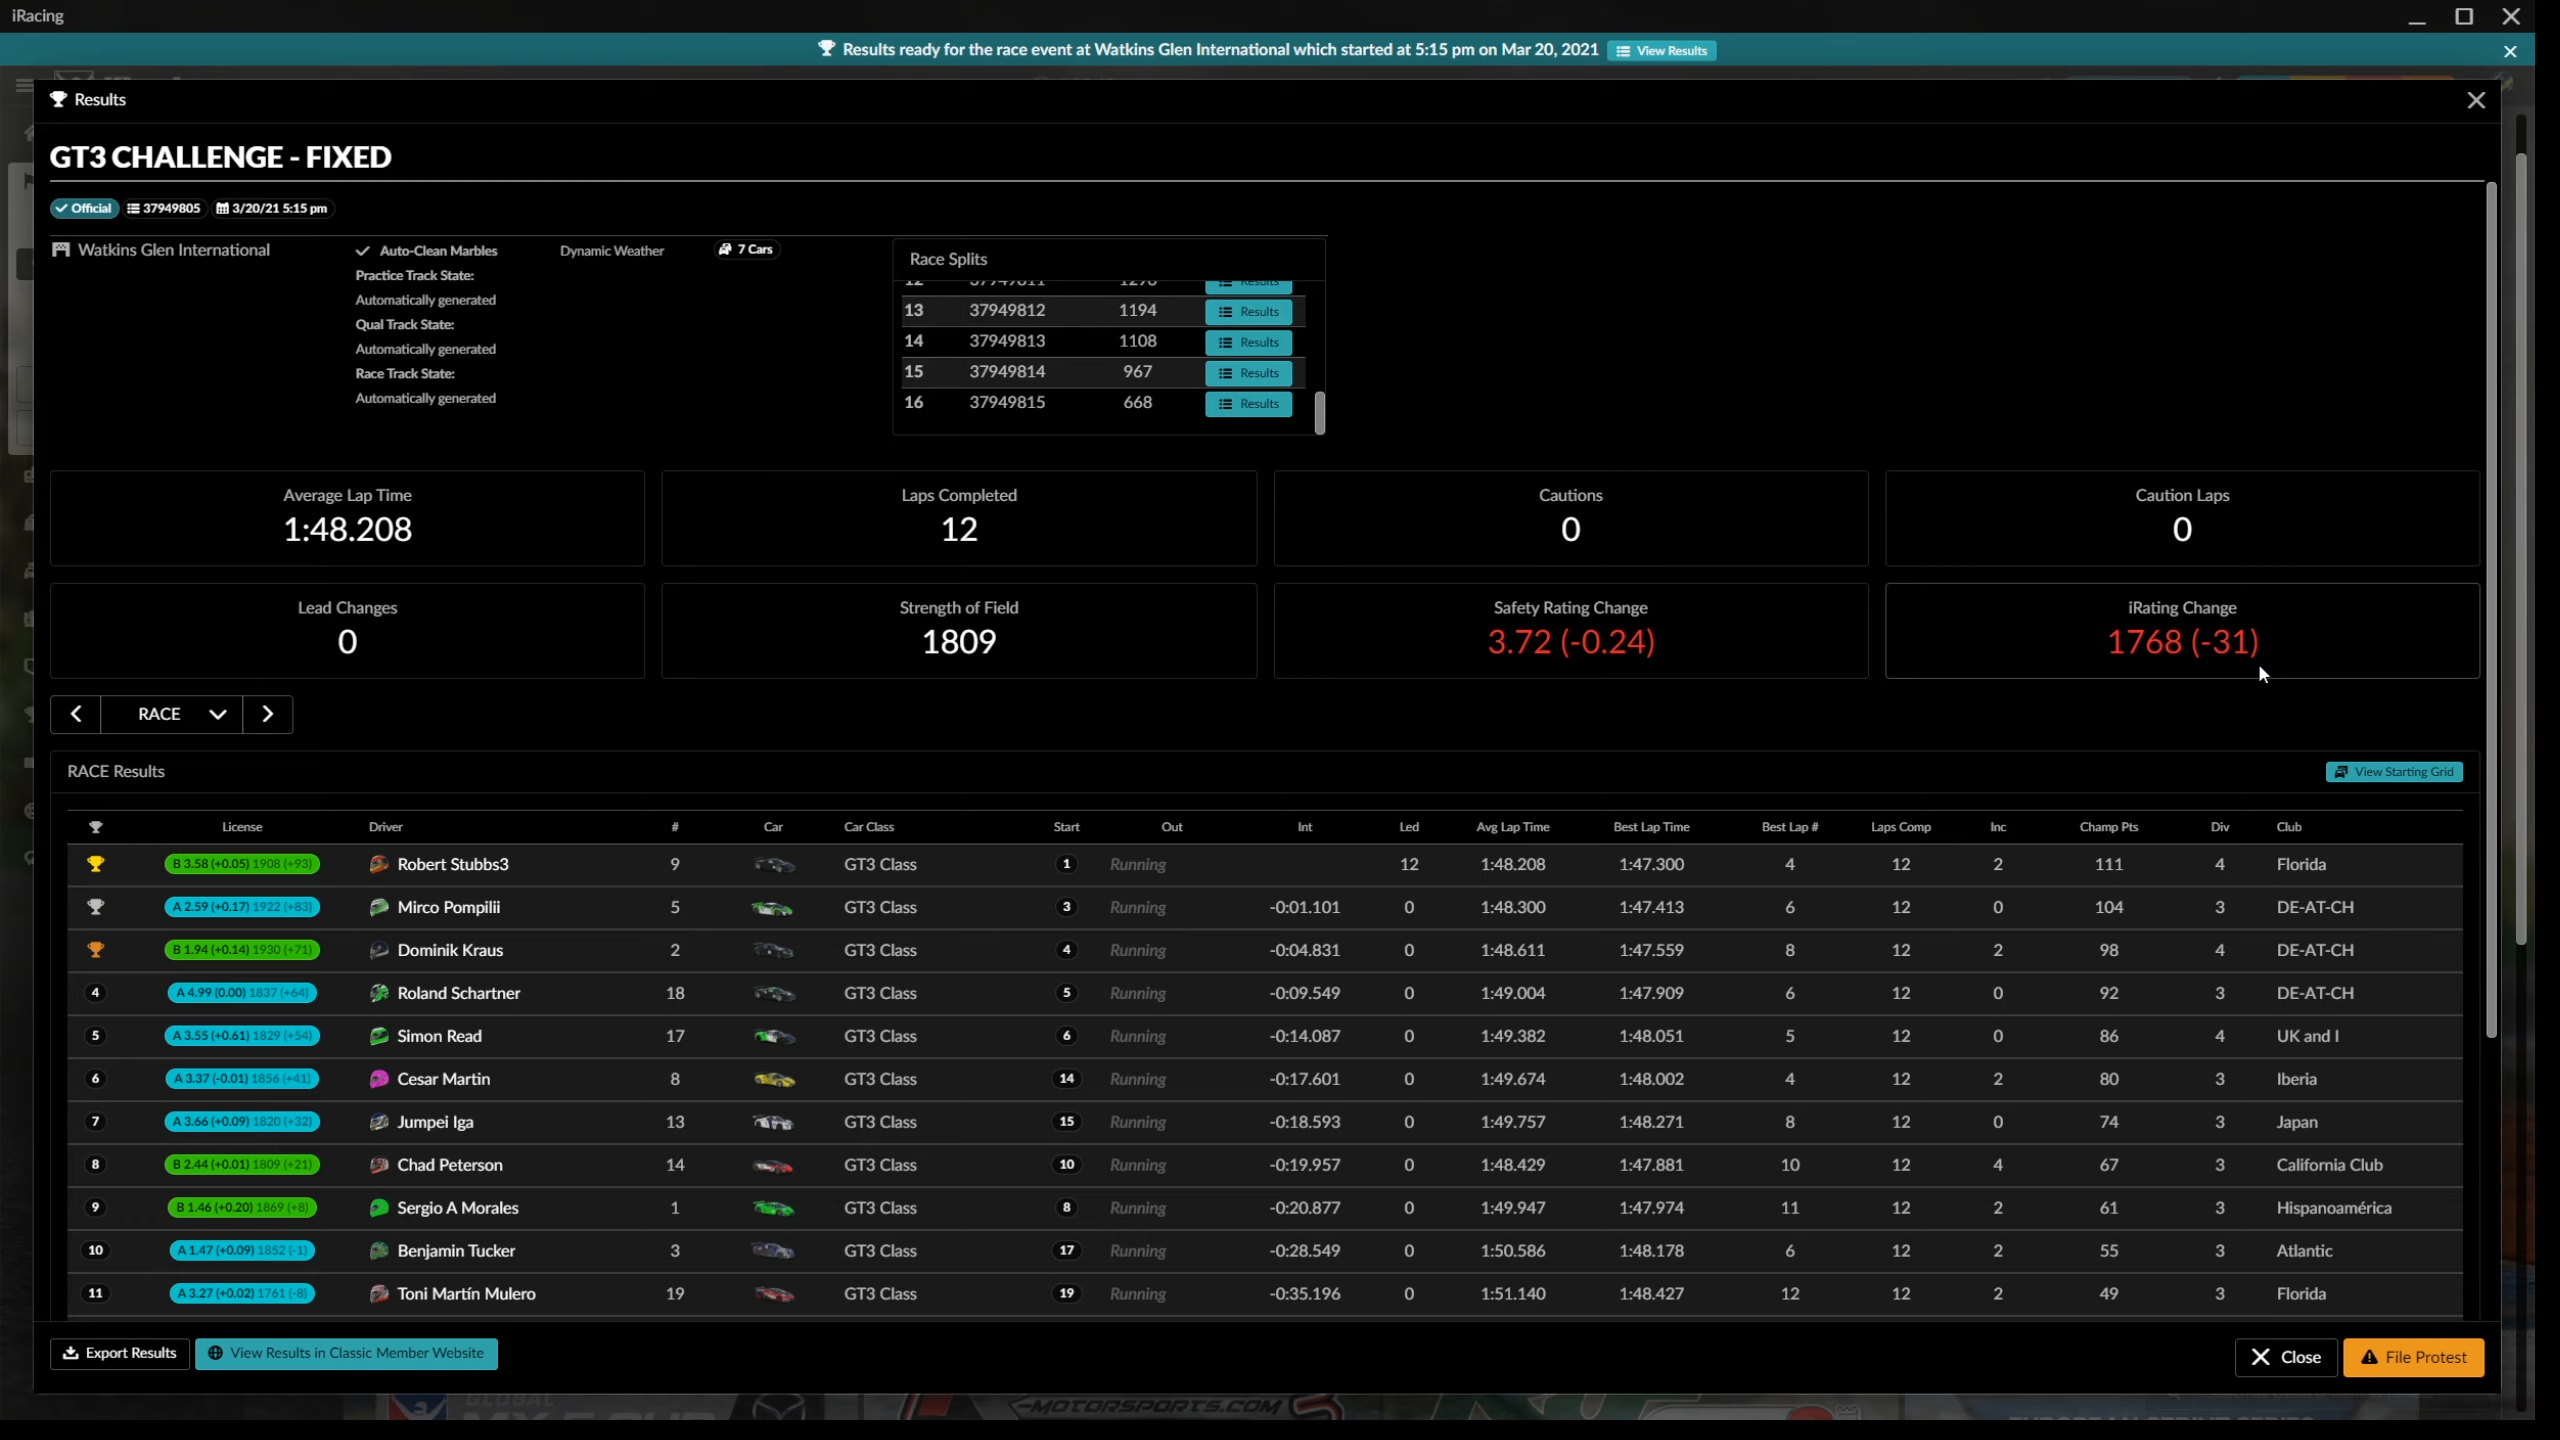 iRacing
Results ready for the race event at Watkins Glen International which started at 5:15 pm on Mar 20, 2021 View Results
Results
GT3 CHALLENGE - FIXED
Official 37949805 3/20/21 5:15 pm
Watkins Glen International
Auto-Clean Marbles
Practice Track State:
Automatically generated
Qual Track State:
Automatically generated
Race Track State:
Automatically generated
Dynamic Weather
7 Cars
Race Splits
12 37949811 Results
13 37949812 1194 Results
14 37949813 1108 Results
15 37949814 967 Results
16 37949815 668 Results
Average Lap Time
1:48.208
Laps Completed
12
Cautions
0
Caution Laps
0
Lead Changes
0
Strength of Field
1809
Safety Rating Change
3.72 (-0.24)
iRating Change
1768 (-31)
RACE
RACE Results
View Starting Grid
License Driver # Car Car Class Start Out Int Led Avg Lap Time Best Lap Time Best Lap # Laps Comp Inc Champ Pts Div Club
B 3.58 (+0.05) 1908 (+93) Robert Stubbs3 9 GT3 Class 1 Running 12 1:48.208 1:47.300 4 12 2 111 4 Florida
A 2.59 (+0.17) 1922 (+83) Mirco Pompilii 5 GT3 Class 3 Running -0:01.101 0 1:48.300 1:47.413 6 12 0 104 3 DE-AT-CH
B 1.94 (+0.14) 1930 (+71) Dominik Kraus 2 GT3 Class 4 Running -0:04.831 0 1:48.611 1:47.559 8 12 2 98 4 DE-AT-CH
4 A 4.99 (0.00) 1837 (+64) Roland Schartner 18 GT3 Class 5 Running -0:09.549 0 1:49.004 1:47.909 6 12 0 92 3 DE-AT-CH
5 A 3.55 (+0.61) 1829 (+54) Simon Read 17 GT3 Class 6 Running -0:14.087 0 1:49.382 1:48.051 5 12 0 86 4 UK and I
6 A 3.37 (-0.01) 1856 (+41) Cesar Martin 8 GT3 Class 14 Running -0:17.601 0 1:49.674 1:48.002 4 12 2 80 3 Iberia
7 A 3.66 (+0.09) 1820 (+32) Jumpei Iga 13 GT3 Class 15 Running -0:18.593 0 1:49.757 1:48.271 8 12 0 74 3 Japan
8 B 2.44 (+0.01) 1809 (+21) Chad Peterson 14 GT3 Class 10 Running -0:19.957 0 1:48.429 1:47.881 10 12 4 67 3 California Club
9 B 1.46 (+0.20) 1869 (+8) Sergio A Morales 1 GT3 Class 8 Running -0:20.877 0 1:49.947 1:47.974 11 12 2 61 3 Hispanoamérica
10 A 1.47 (+0.09) 1852 (-1) Benjamin Tucker 3 GT3 Class 17 Running -0:28.549 0 1:50.586 1:48.178 6 12 2 55 3 Atlantic
11 A 3.27 (+0.02) 1761 (-8) Toni Martín Mulero 19 GT3 Class 19 Running -0:35.196 0 1:51.140 1:48.427 12 12 2 49 3 Florida
Export Results View Results in Classic Member Website Close File Protest
GLOBAL
-MOTORSPORTS.COM